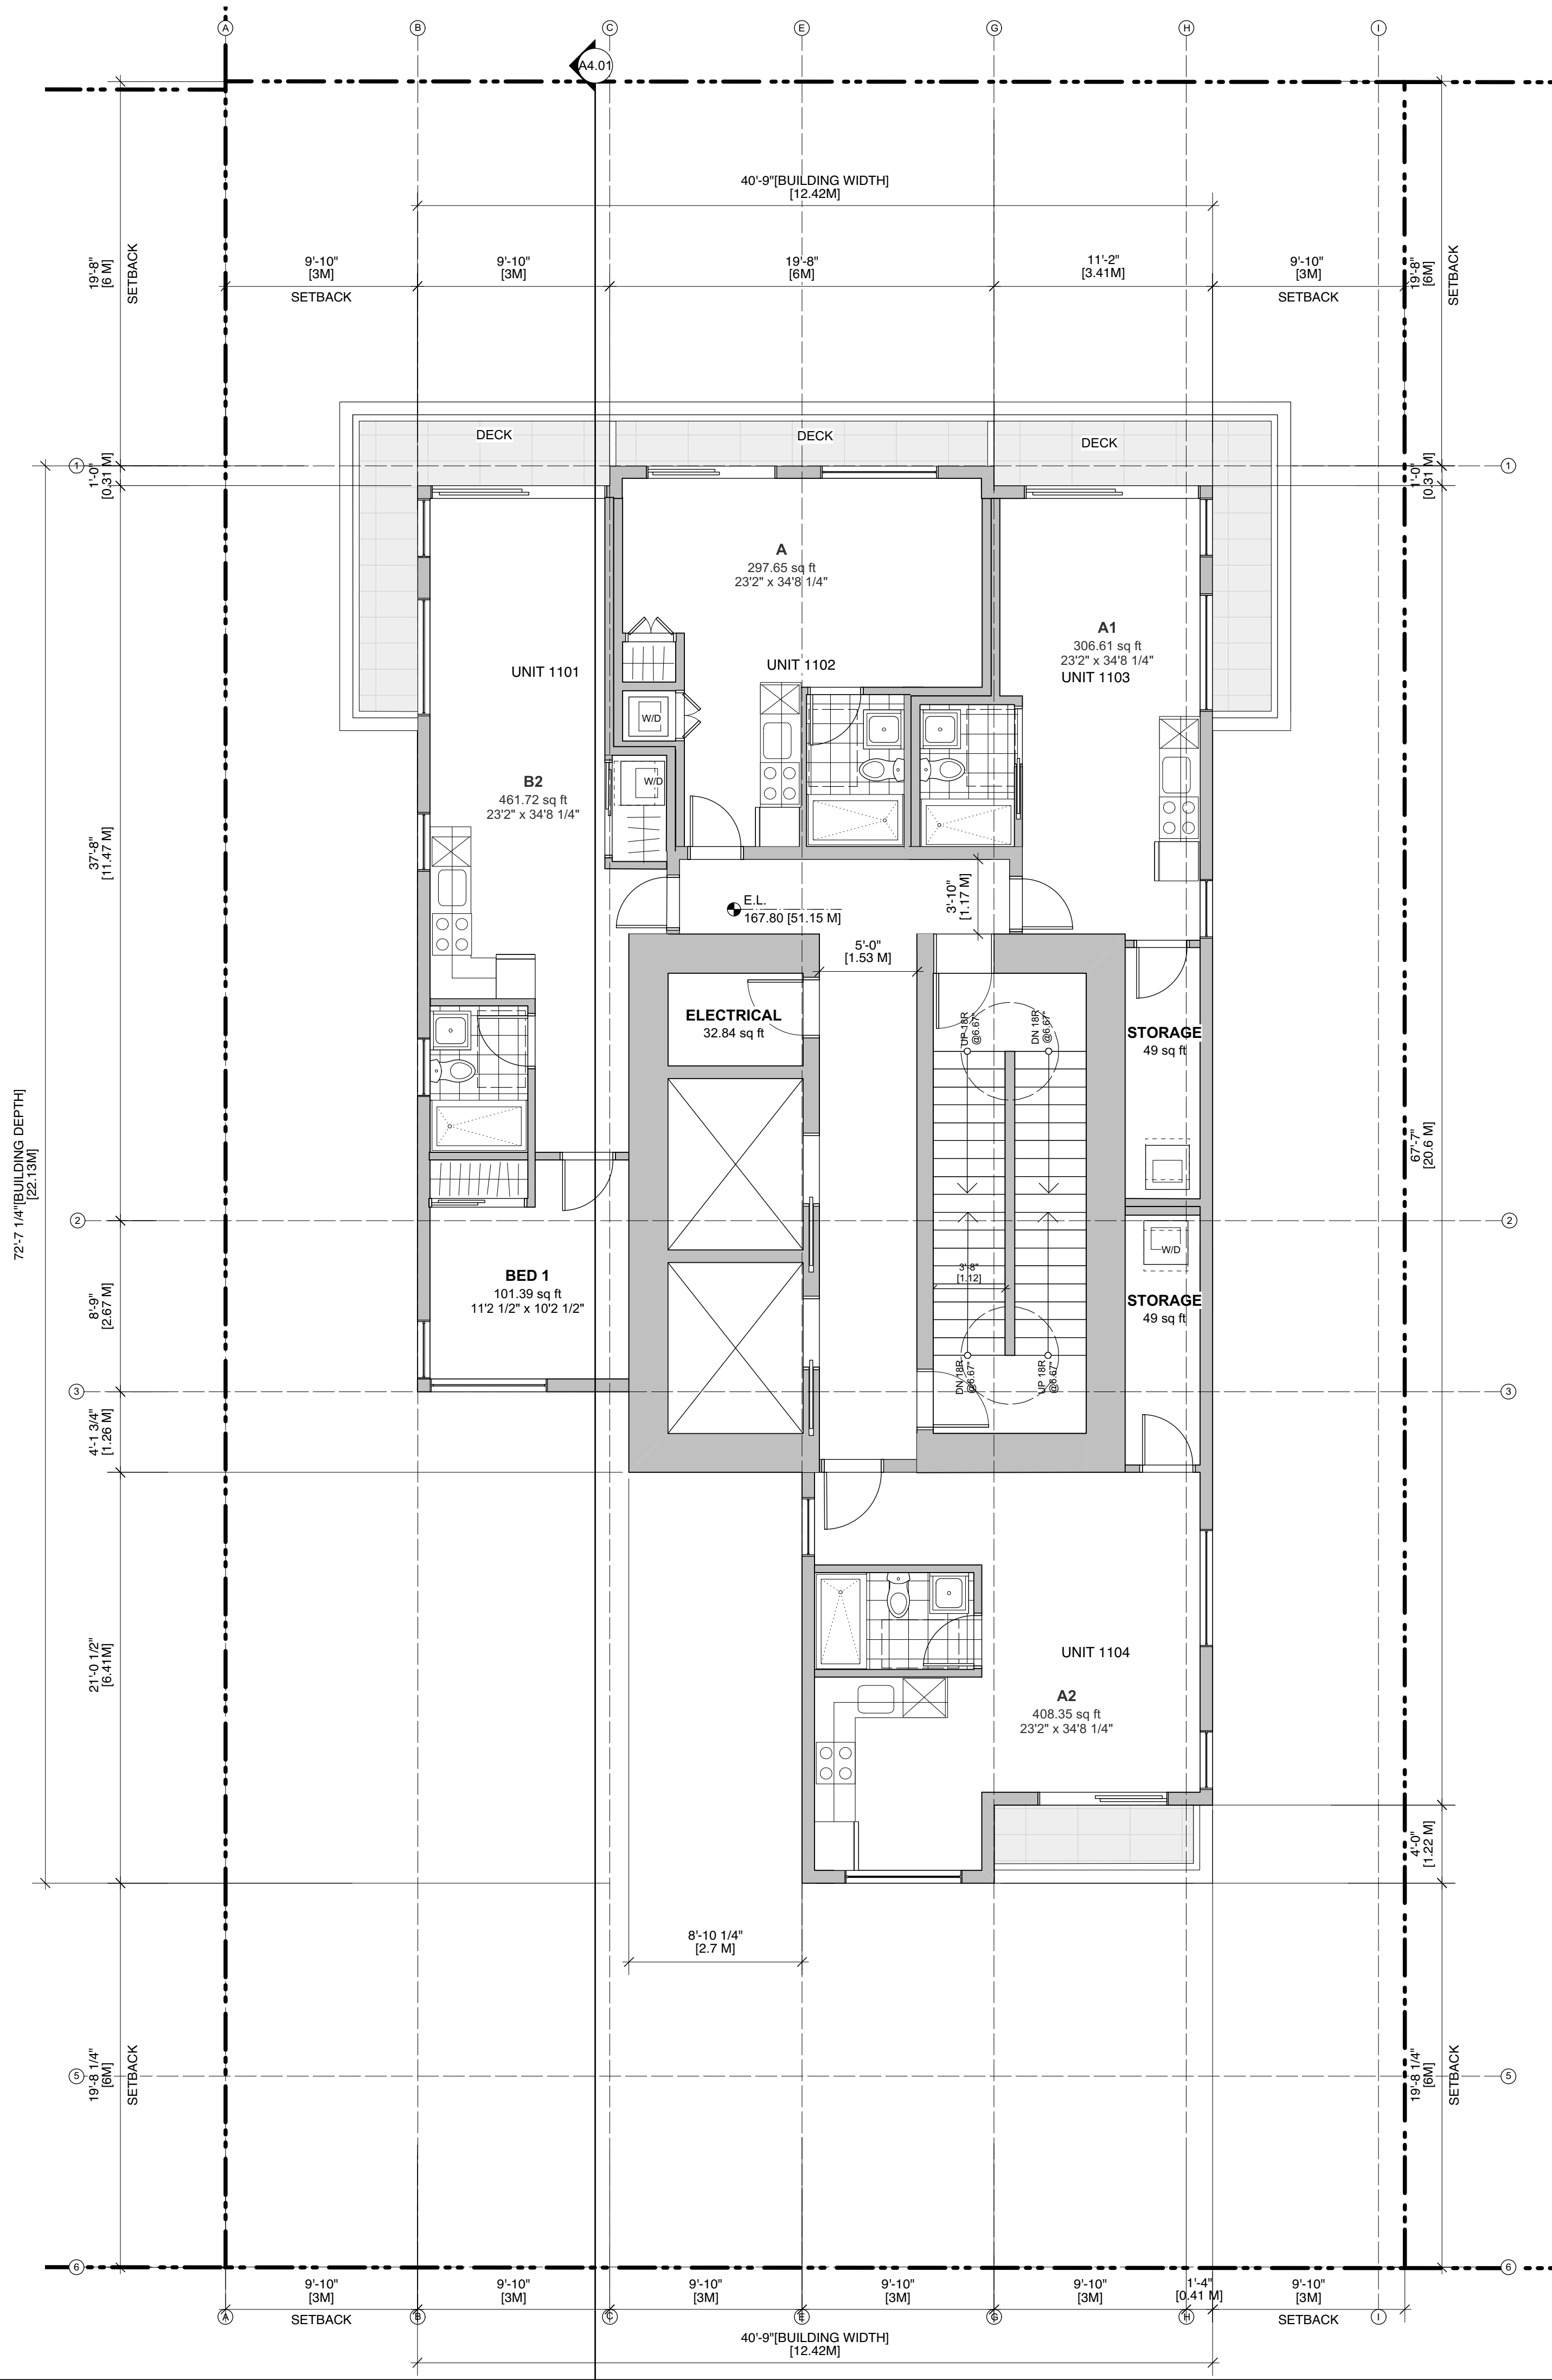 A
B
C
E
G
H
I
A4.01
40'-9"[BUILDING WIDTH]
[12.42M]
19'-8"
[6 M]
SETBACK
9'-10"
[3M]
SETBACK
9'-10"
[3M]
19'-8"
[6M]
11'-2"
[3.41M]
9'-10"
[3M]
SETBACK
19'-8"
[6M]
SETBACK
DECK
DECK
DECK
1
1'-0"
[0.31 M]
1'-0"
[0.31 M]
1
A
297.65 sq ft
23'2" x 34'8 1/4"
UNIT 1102
A1
306.61 sq ft
23'2" x 34'8 1/4"
UNIT 1103
UNIT 1101
W/D
W/D
B2
461.72 sq ft
23'2" x 34'8 1/4"
37'-8"
[11.47 M]
E.L.
167.80 [51.15 M]
3'-10"
[1.17 M]
5'-0"
[1.53 M]
ELECTRICAL
32.84 sq ft
UP 18R
@6.67"
DN 18R
@6.67"
STORAGE
49 sq ft
72'-7 1/4"[BUILDING DEPTH]
[22.13M]
67'-7"
[20.6 M]
2
2
W/D
BED 1
101.39 sq ft
11'2 1/2" x 10'2 1/2"
8'-9"
[2.67 M]
3'-8"
[1.12]
STORAGE
49 sq ft
DN 18R
@6.67"
UP 18R
@6.67"
3
3
4'-1 3/4"
[1.26 M]
21'-0 1/2"
[6.41M]
UNIT 1104
A2
408.35 sq ft
23'2" x 34'8 1/4"
4'-0"
[1.22 M]
8'-10 1/4"
[2.7 M]
5
19'-8 1/4"
[6M]
SETBACK
19'-8 1/4"
[6M]
SETBACK
5
6
6
9'-10"
[3M]
SETBACK
9'-10"
[3M]
9'-10"
[3M]
9'-10"
[3M]
9'-10"
[3M]
1'-4"
[0.41 M]
9'-10"
[3M]
SETBACK
A
B
C
E
G
H
I
40'-9"[BUILDING WIDTH]
[12.42M]